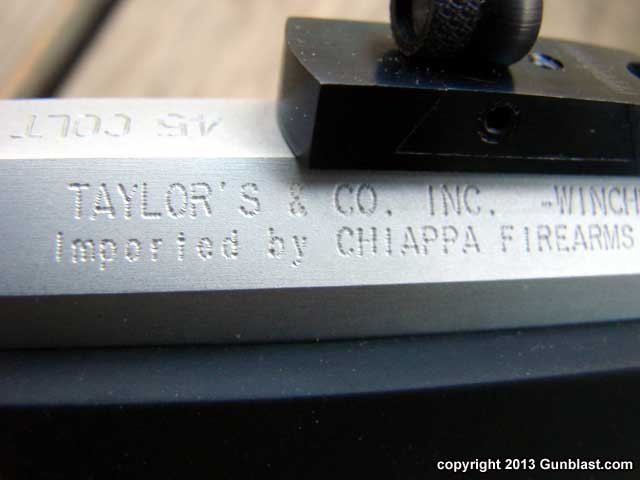 .45 COLT
TAYLOR'S & CO. INC. -WINCH
Imported by CHIAPPA FIREARMS
copyright 2013 Gunblast.com